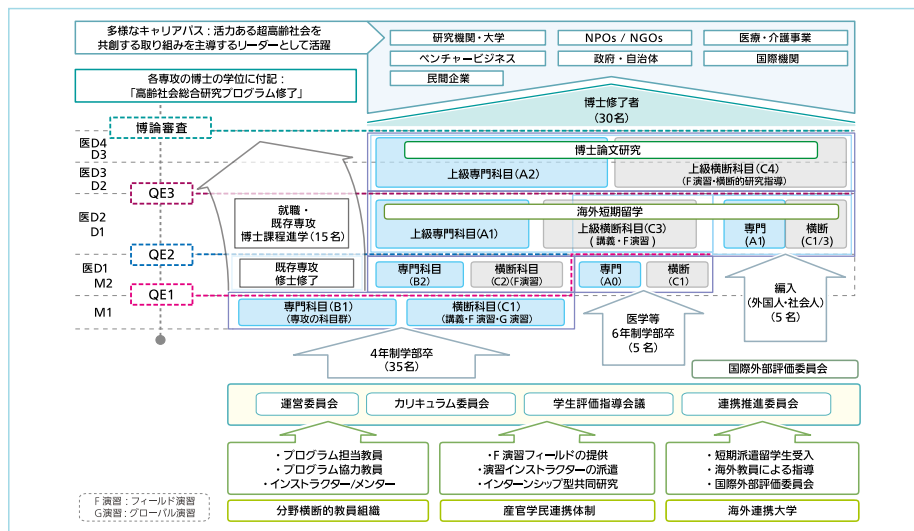 多様なキャリアパス：活力ある超高齢社会を
共創する取り組みを主導するリーダーとして活躍
研究機関・大学
NPOs / NGOs
医療・介護事業
ベンチャービジネス
政府・自治体
国際機関
民間企業
各専攻の博士の学位に付記：
「高齢社会総合研究プログラム修了」
博士修了者
（30名）
博論審査
医D4
D3
博士論文研究
上級専門科目（A2）
上級横断科目（C4）
（F演習・横断的研究指導）
医D3
D2
QE3
海外短期留学
就職・
既存専攻
博士課程進学（15名）
医D2
D1
上級専門科目（A1）
上級横断科目（C3）
（講義・F演習）
専門
（A1）
横断
（C1/3）
QE2
医D1
M2
既存専攻
修士修了
専門科目
（B2）
横断科目
（C2）（F演習）
専門
（A0）
横断
（C1）
編入
（外国人・社会人）
（5名）
QE1
M1
専門科目（B1）
（専攻の科目群）
横断科目（C1）
（講義・F演習・G演習）
医学等
6年制学部卒
（5名）
4年制学部卒
（35名）
国際外部評価委員会
運営委員会
カリキュラム委員会
学生評価指導会議
連携推進委員会
・プログラム担当教員
・プログラム協力教員
・インストラクター/メンター
・F演習フィールドの提供
・演習インストラクターの派遣
・インターンシップ型共同研究
・短期派遣留学生受入
・海外教員による指導
・国際外部評価委員会
F演習：フィールド演習
G演習：グローバル演習
分野横断的教員組織
産官学民連携体制
海外連携大学